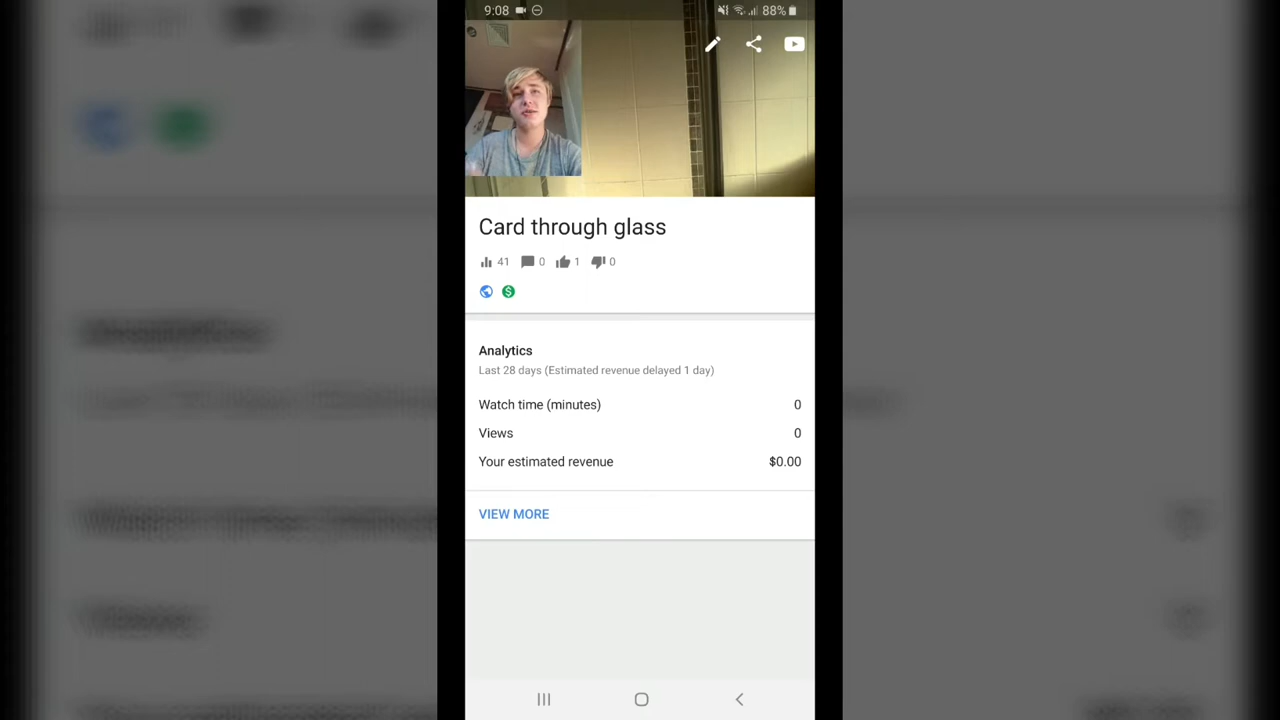 9:08 88%
Card through glass
41 0 1 0
Analytics
Last 28 days (Estimated revenue delayed 1 day)
Watch time (minutes) 0
Views 0
Your estimated revenue $0.00
VIEW MORE